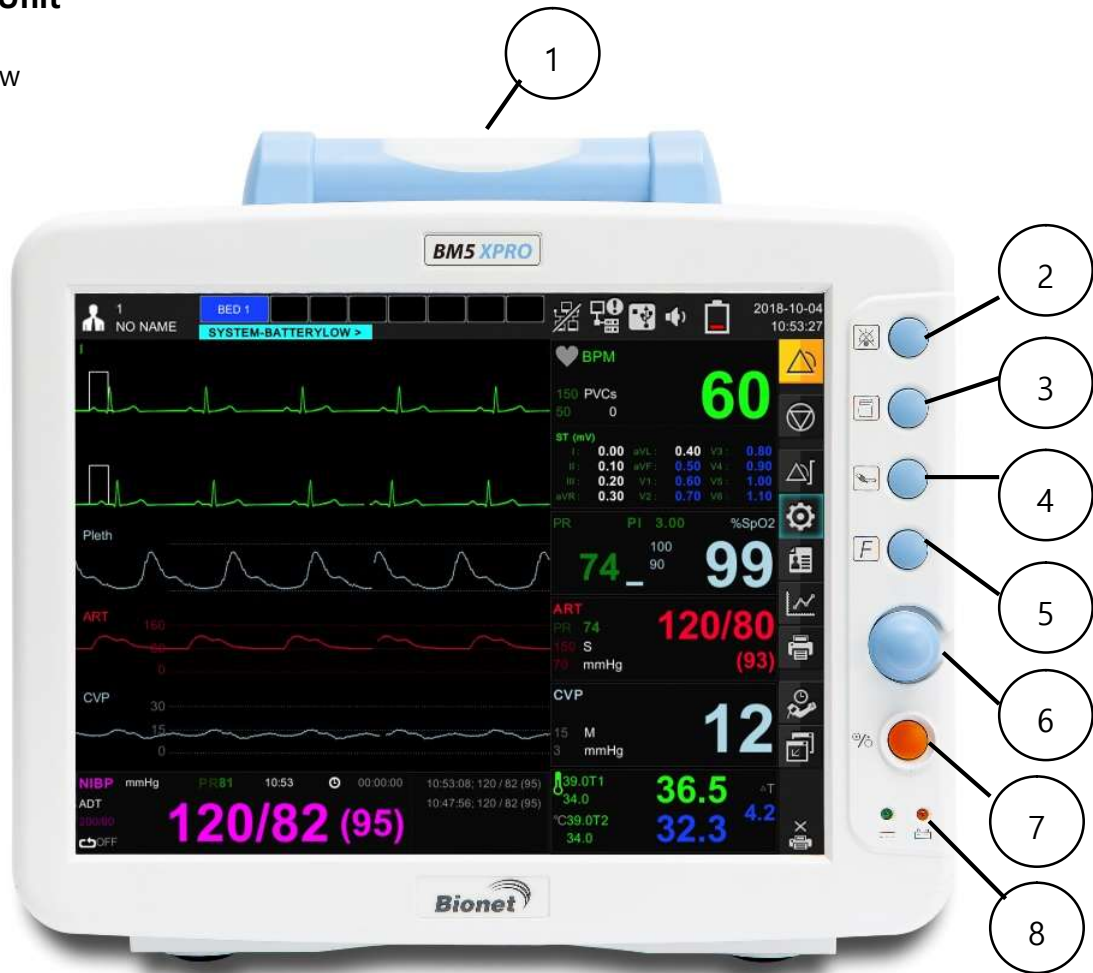 Unit
w
1
BM5 XPRO
1
NO NAME
BED 1
SYSTEM-BATTERYLOW >
2018-10-04
10:53:27
I
Pleth
ART
150
0
CVP
30
15
0
BPM
60
150 PVCs
50 0
ST (mV)
I: 0.00 aVL: 0.40 V3: 0.80
II: 0.10 aVF: 0.50 V4: 0.90
III: 0.20 V1: 0.60 V5: 1.00
aVR: 0.30 V2: 0.70 V6: 1.10
PR PI 3.00 %SpO2
74 100 99
90
ART
PR 74 120/80
150 S (93)
70 mmHg
CVP
12
15 M
3 mmHg
NIBP mmHg PR81 10:53 00:00:00 10:53:08; 120 / 82 (95)
ADT 10:47:56; 120 / 82 (95)
120/82 (95)
OFF
39.0T1 36.5 ΔT
34.0
°C39.0T2 32.3 4.2
34.0
F
Bionet
2
3
4
5
6
7
8